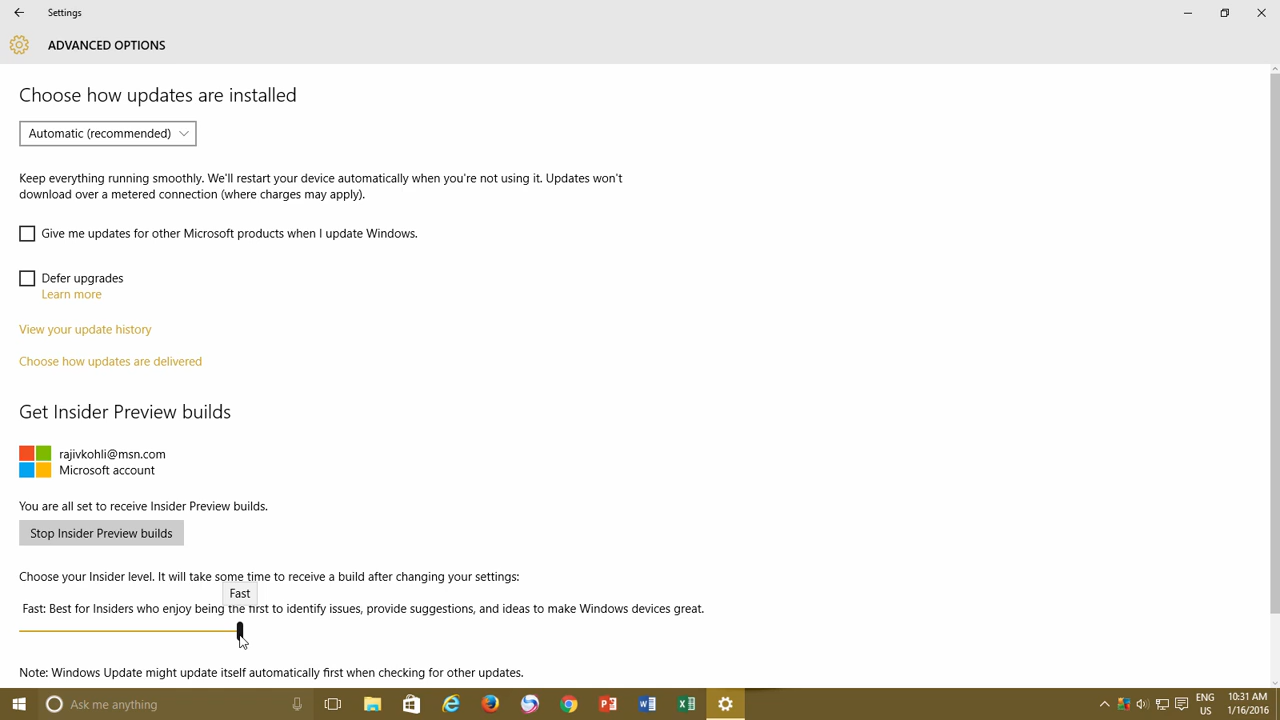 Settings
ADVANCED OPTIONS
Choose how updates are installed
Automatic (recommended)
Keep everything running smoothly. We'll restart your device automatically when you're not using it. Updates won't
download over a metered connection (where charges may apply).
Give me updates for other Microsoft products when I update Windows.
Defer upgrades
Learn more
View your update history
Choose how updates are delivered
Get Insider Preview builds
rajivkohli@msn.com
Microsoft account
You are all set to receive Insider Preview builds.
Stop Insider Preview builds
Choose your Insider level. It will take some time to receive a build after changing your settings:
Fast
Fast: Best for Insiders who enjoy being the first to identify issues, provide suggestions, and ideas to make Windows devices great.
Note: Windows Update might update itself automatically first when checking for other updates.
Ask me anything
ENG 10:31 AM
US 1/16/2016